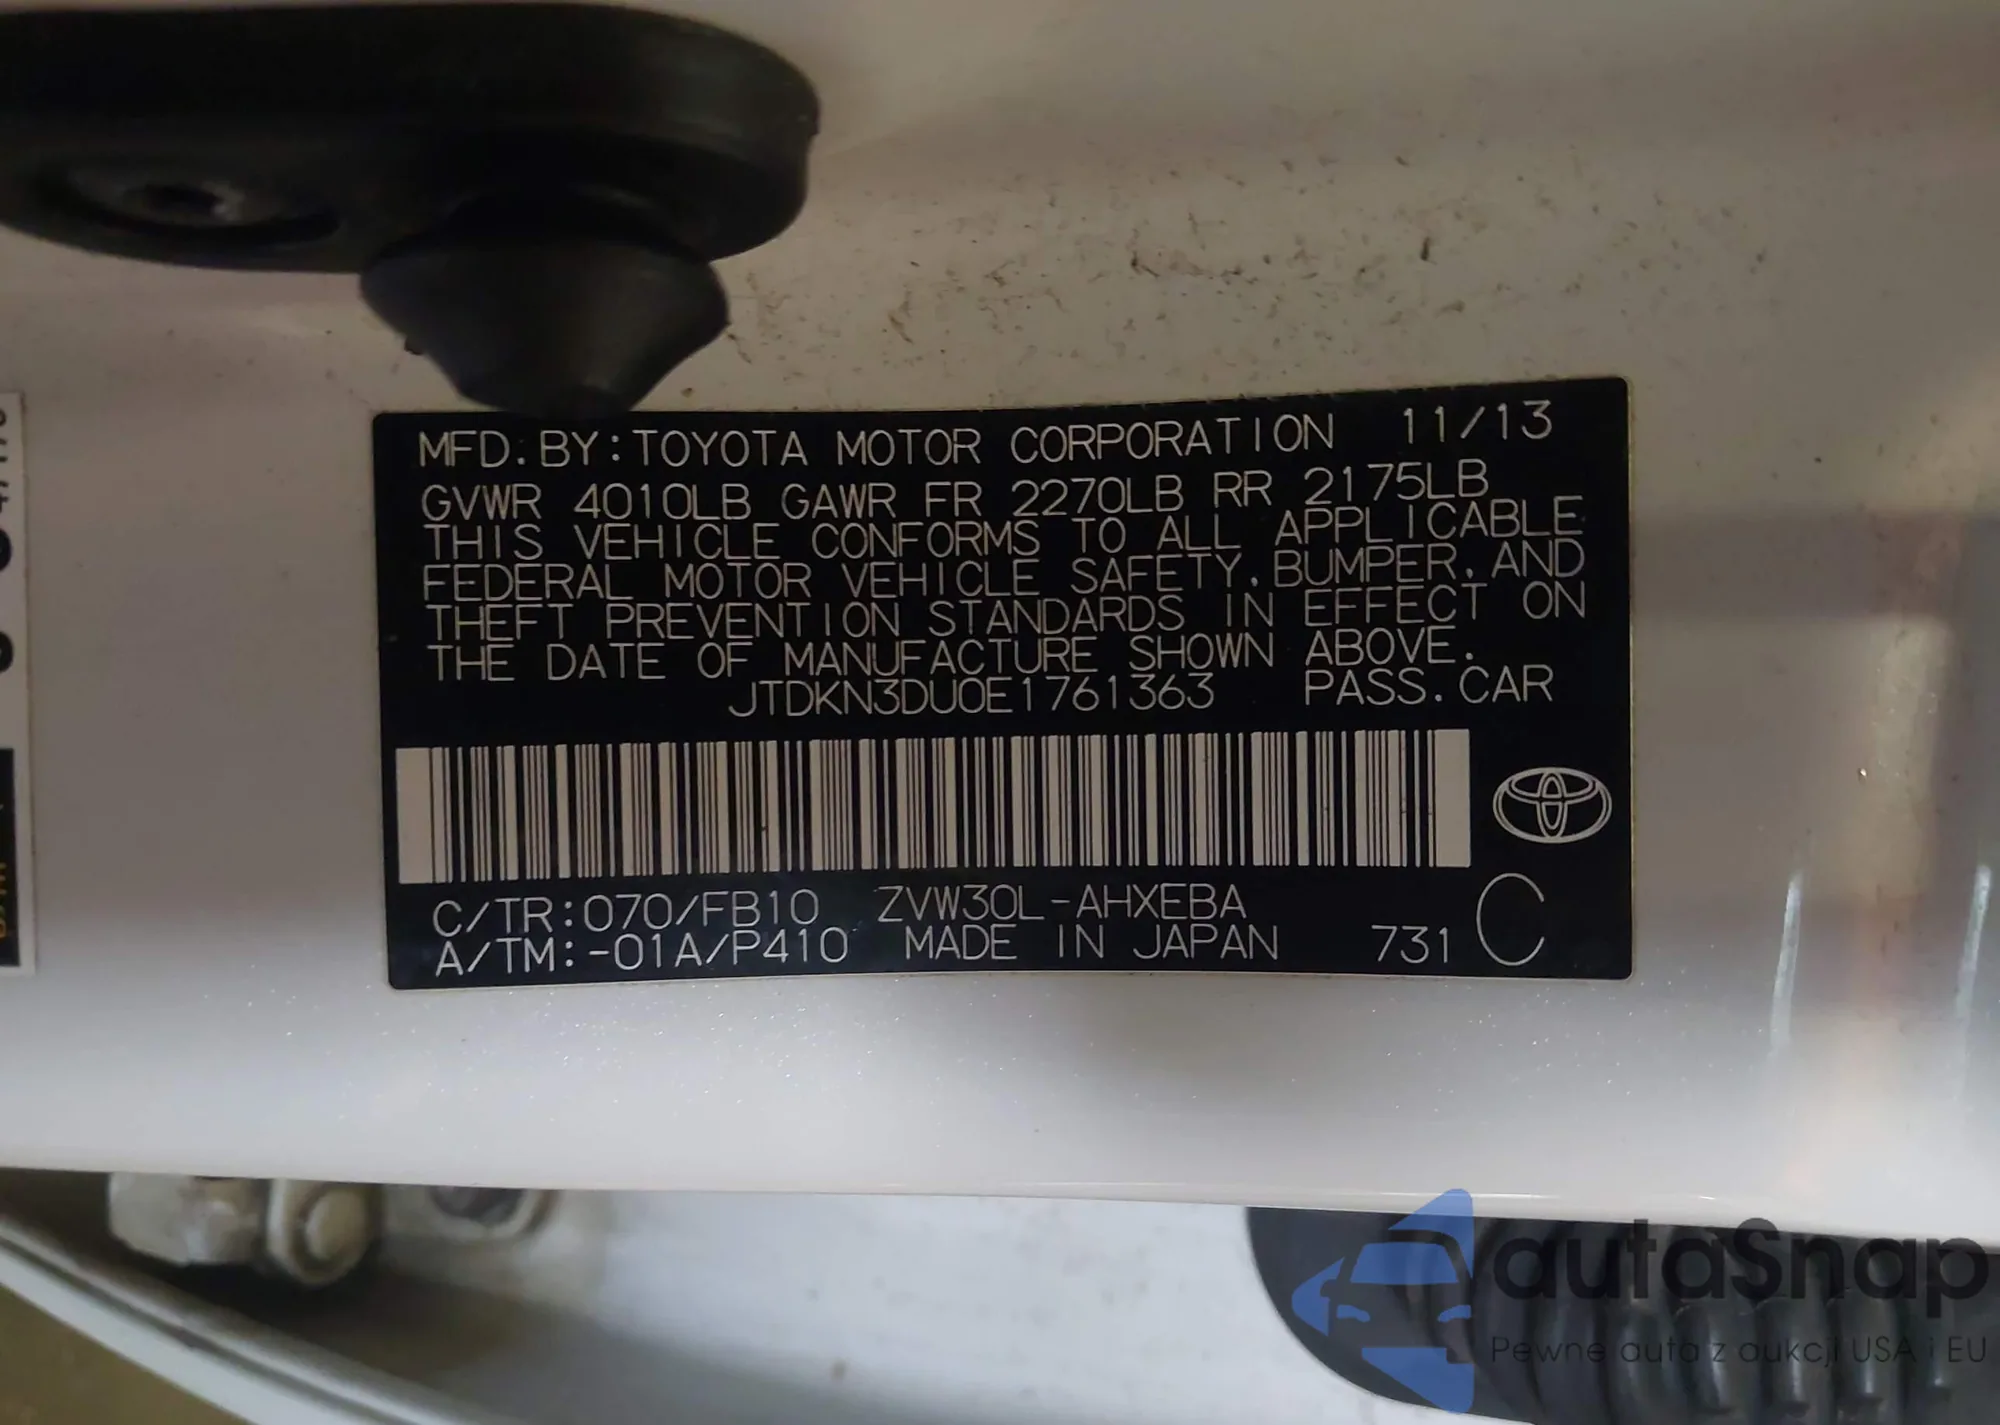 MFD. BY: TOYOTA MOTOR CORPORATION 11/13
GVWR 4010LB GAWR FR 2270LB RR 2175LB
THIS VEHICLE CONFORMS TO ALL APPLICABLE
FEDERAL MOTOR VEHICLE SAFETY, BUMPER, AND
THEFT PREVENTION STANDARDS IN EFFECT ON
THE DATE OF MANUFACTURE SHOWN ABOVE.
JTDKN3DU0E1761363 PASS. CAR
C/TR: 070/FB10 ZVW30L-AHXEBA
A/TM: -01A/P410 MADE IN JAPAN 731 C
autaSnap
Pewne auta z aukcji USA i EU